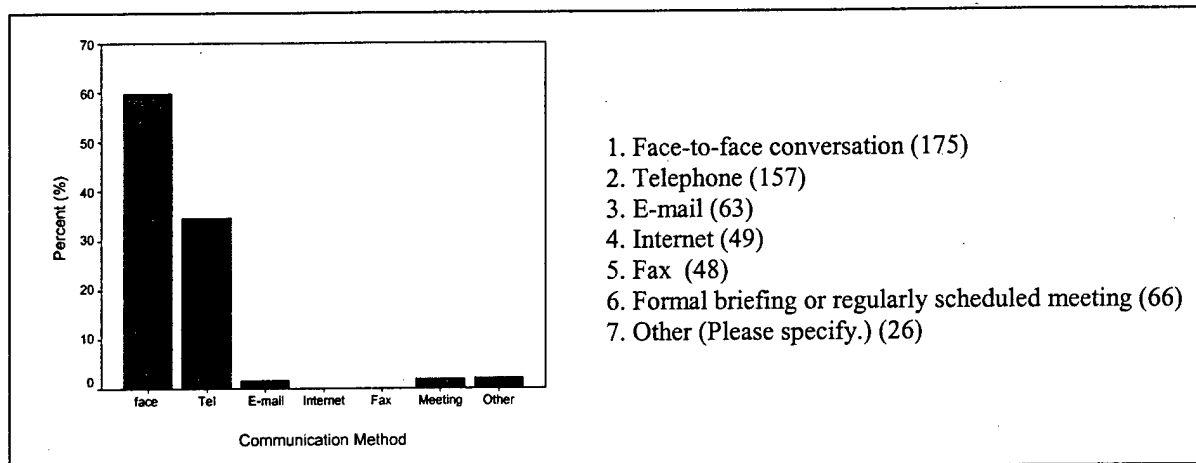 70
60
50
40
30
20
10
0
Percent (%)
face Tel E-mail Internet Fax Meeting Other
Communication Method
1. Face-to-face conversation (175)
2. Telephone (157)
3. E-mail (63)
4. Internet (49)
5. Fax (48)
6. Formal briefing or regularly scheduled meeting (66)
7. Other (Please specify.) (26)